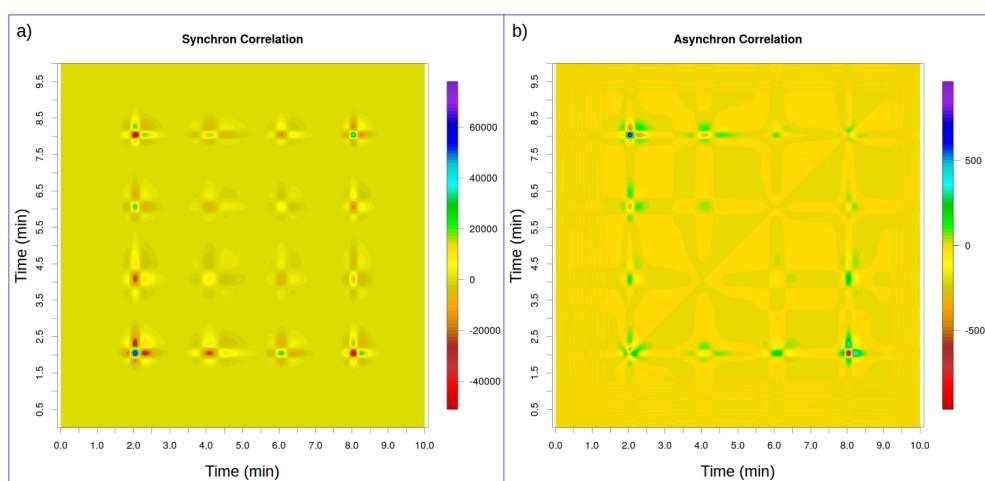 a)
Synchron Correlation
9.5
8.5
7.5
6.5
5.5
4.5
3.5
2.5
1.5
0.5
Time (min)
0.0 1.0 2.0 3.0 4.0 5.0 6.0 7.0 8.0 9.0 10.0
Time (min)
60000
40000
20000
0
-20000
-40000
b)
Asynchron Correlation
9.5
8.5
7.5
6.5
5.5
4.5
3.5
2.5
1.5
0.5
Time (min)
0.0 1.0 2.0 3.0 4.0 5.0 6.0 7.0 8.0 9.0 10.0
Time (min)
500
0
-500